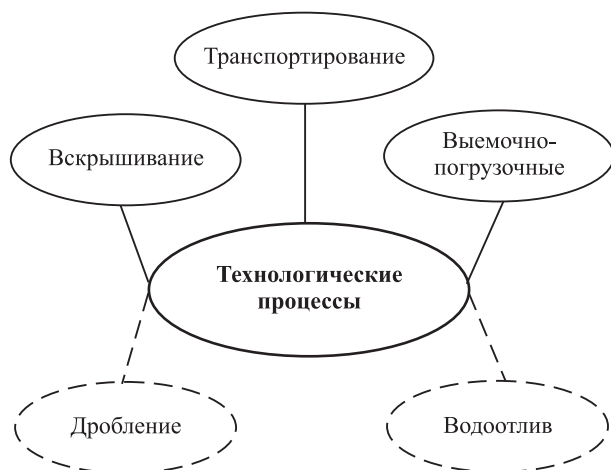 Транспортирование
Вскрышивание
Выемочно-
погрузочные
Технологические
процессы
Дробление
Водоотлив